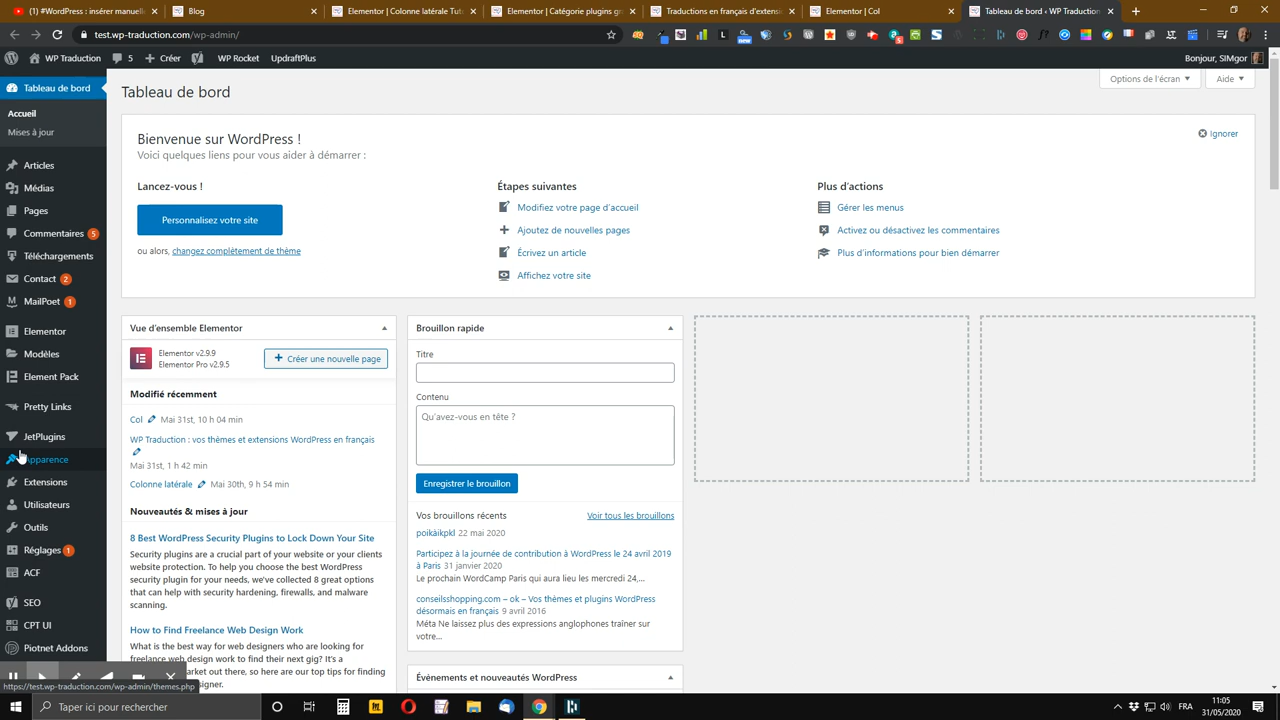 (1) #WordPress insérer manuelle
Blog
Elementor | Colonne latérale Tuto
Elementor | Catégorie plugins gr
Traductions en français d'extensi
Elementor | Col
Tableau de bord ‹ WP Traduction
test.wp-traduction.com/wp-admin/
WP Traduction
5
Créer
WP Rocket
UpdraftPlus
Bonjour, SIMgor
Options de l'écran
Aide
Tableau de bord
Accueil
Mises à jour
Articles
Médias
Pages
Commentaires 5
Téléchargements
Contact 2
MailPoet 1
Elementor
Modèles
Element Pack
Pretty Links
JetPlugins
Apparence
Extensions
Utilisateurs
Outils
Réglages 1
ACF
SEO
CPT UI
Piotnet Addons
https://test.wp-traduction.com/wp-admin/themes.php
Tableau de bord
Bienvenue sur WordPress !
Voici quelques liens pour vous aider à démarrer :
Ignorer
Lancez-vous !
Personnalisez votre site
ou alors, changez complètement de thème
Étapes suivantes
Modifiez votre page d'accueil
Ajoutez de nouvelles pages
Écrivez un article
Affichez votre site
Plus d'actions
Gérer les menus
Activez ou désactivez les commentaires
Plus d'informations pour bien démarrer
Vue d'ensemble Elementor
Elementor v2.9.9
Elementor Pro v2.9.5
Créer une nouvelle page
Modifié récemment
Col Mai 31st, 10 h 04 min
WP Traduction : vos thèmes et extensions WordPress en français
Mai 31st, 1 h 42 min
Colonne latérale Mai 30th, 9 h 54 min
Nouveautés & mises à jour
8 Best WordPress Security Plugins to Lock Down Your Site
Security plugins are a crucial part of your website or your clients
website protection. To help you choose the best WordPress
security plugin for your needs, we've collected 8 great options
that can help with security hardening, firewalls, and malware
scanning.
How to Find Freelance Web Design Work
What is the best way for web designers who are looking for
freelance web design work to find their next gig? It's a
market out there, so here are our top tips for finding
Brouillon rapide
Titre
Contenu
Qu'avez-vous en tête ?
Enregistrer le brouillon
Vos brouillons récents
Voir tous les brouillons
poikàikpkl 22 mai 2020
Participez à la journée de contribution à WordPress le 24 avril 2019
à Paris 31 janvier 2020
Le prochain WordCamp Paris qui aura lieu les mercredi 24,…
conseilsshopping.com – ok – Vos thèmes et plugins WordPress
désormais en français 9 avril 2016
Méta Ne laissez plus des expressions anglophones traîner sur
votre…
Évènements et nouveautés WordPress
Taper ici pour rechercher
FRA
11:05
31/05/2020